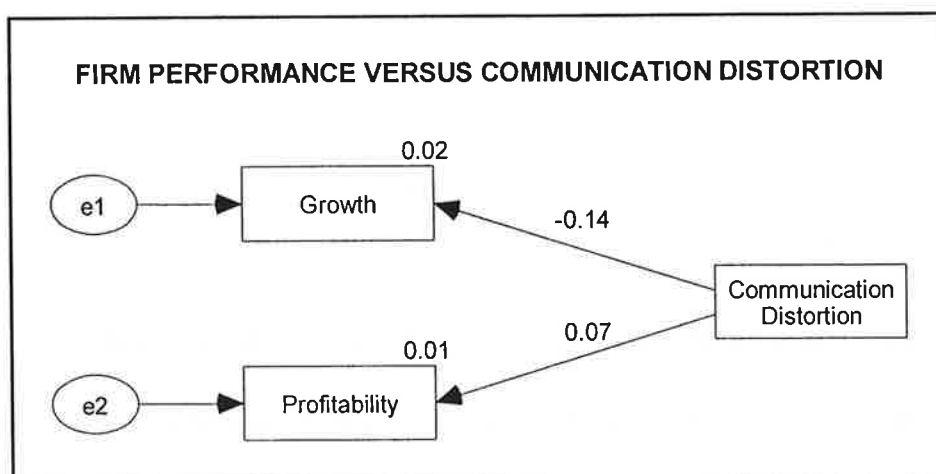 FIRM PERFORMANCE VERSUS COMMUNICATION DISTORTION
0.02
e1
Growth
-0.14
Communication
Distortion
0.07
0.01
e2
Profitability